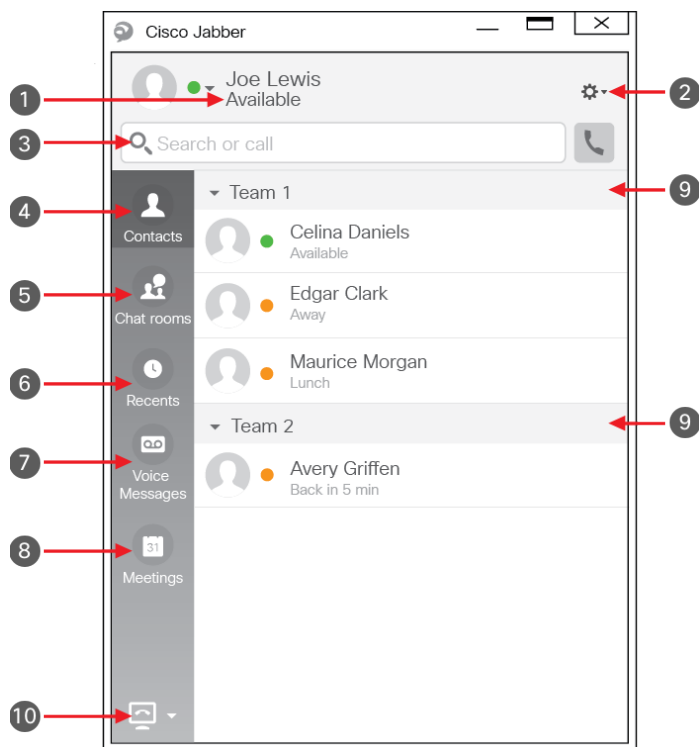 Cisco Jabber
Joe Lewis
1
Available
2
3
Search or call
Team 1
9
4
Contacts
Celina Daniels
Available
5
Chat rooms
Edgar Clark
Away
6
Recents
Maurice Morgan
Lunch
Team 2
9
7
Voice
Messages
Avery Griffen
Back in 5 min
8
31
Meetings
10